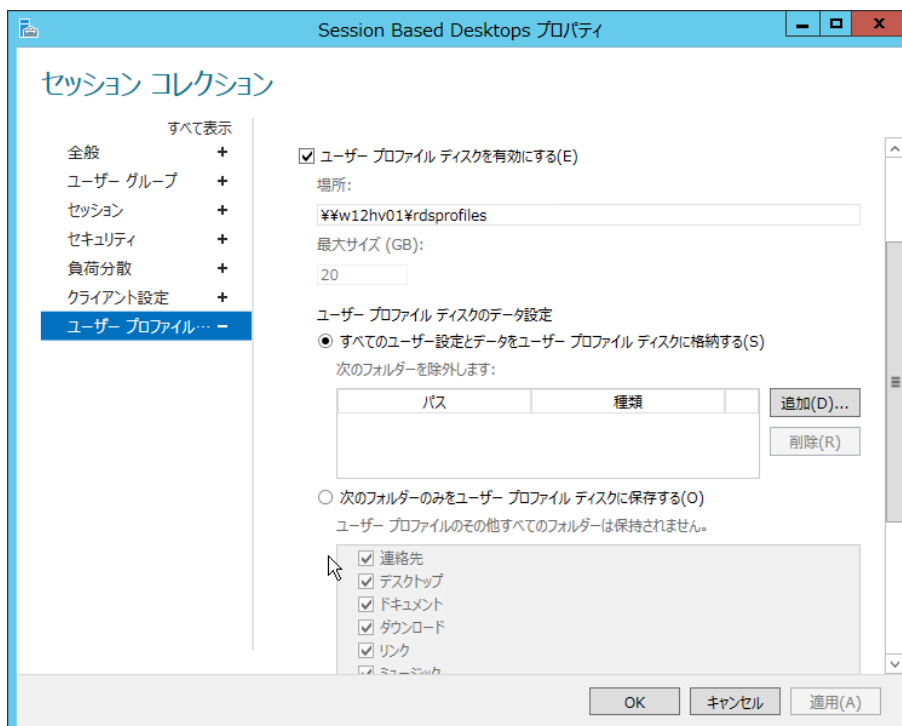 Session Based Desktops プロパティ
セッション コレクション
すべて表示
全般 +
ユーザー グループ +
セッション +
セキュリティ +
負荷分散 +
クライアント設定 +
ユーザー プロファイル… −
ユーザー プロファイル ディスクを有効にする(E)
場所:
¥¥w12hv01¥rdsprofiles
最大サイズ (GB):
20
ユーザー プロファイル ディスクのデータ設定
すべてのユーザー設定とデータをユーザー プロファイル ディスクに格納する(S)
次のフォルダーを除外します:
パス 種類
追加(D)...
削除(R)
次のフォルダーのみをユーザー プロファイル ディスクに保存する(O)
ユーザー プロファイルのその他すべてのフォルダーは保持されません。
連絡先
デスクトップ
ドキュメント
ダウンロード
リンク
ミュージック
OK キャンセル 適用(A)